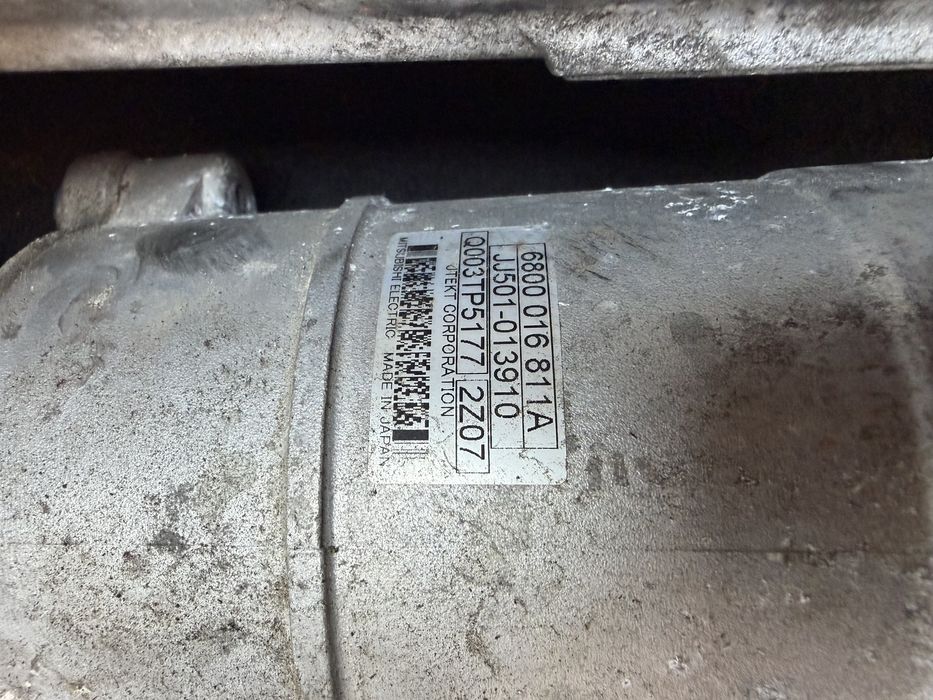 6800 016 811A
JJ501-013910
Q003TP5177 2Z07
JTEKT CORPORATION
MITSUBISHI ELECTRIC MADE IN JAPAN